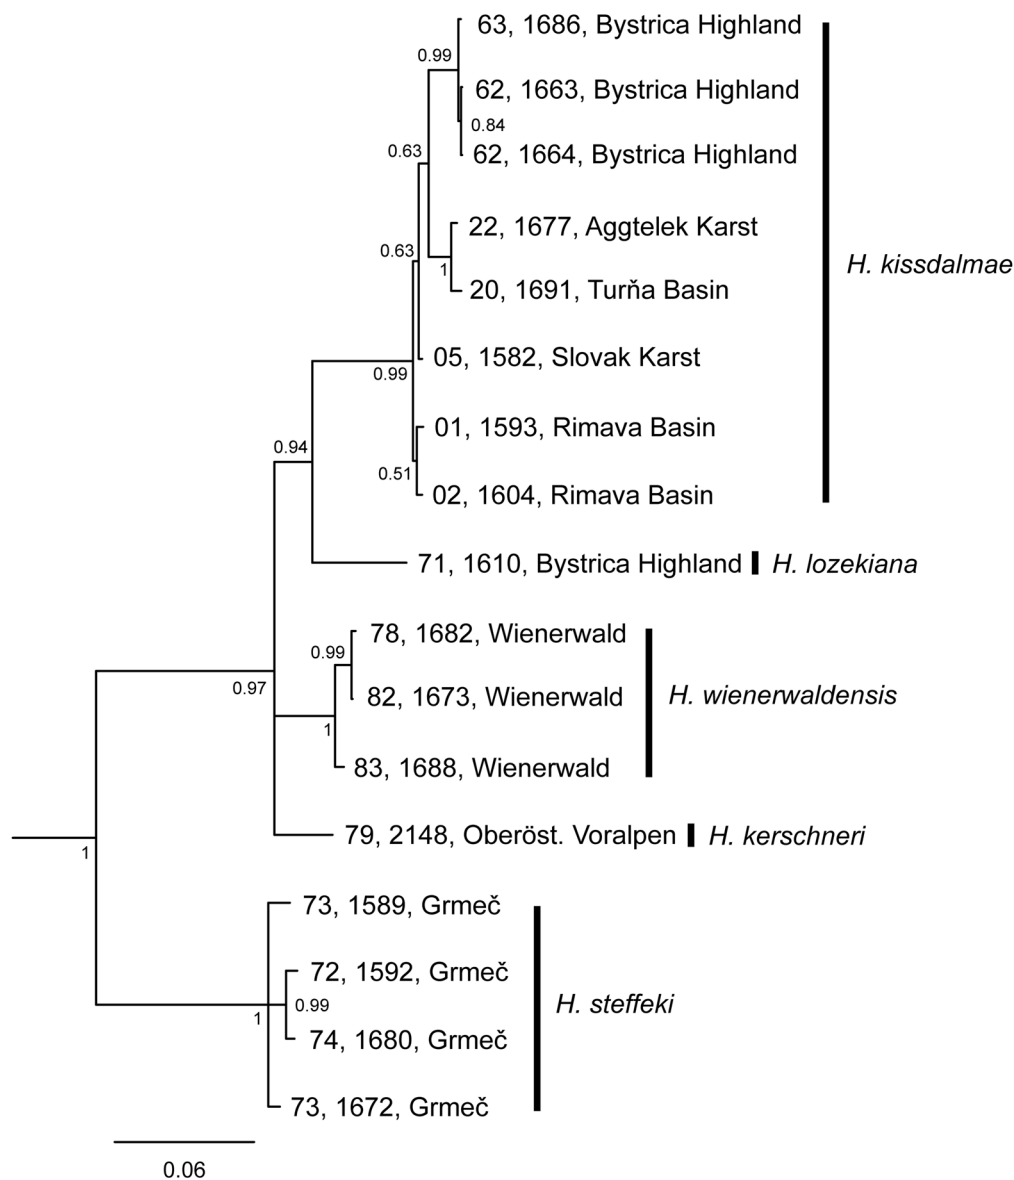 63, 1686, Bystrica Highland
0.99
62, 1663, Bystrica Highland
0.84
62, 1664, Bystrica Highland
0.63
22, 1677, Aggtelek Karst
0.63
1
20, 1691, Turňa Basin
H. kissdalmae
05, 1582, Slovak Karst
0.99
01, 1593, Rimava Basin
0.51
02, 1604, Rimava Basin
0.94
71, 1610, Bystrica Highland
H. lozekiana
78, 1682, Wienerwald
0.99
82, 1673, Wienerwald
H. wienerwaldensis
0.97
1
83, 1688, Wienerwald
79, 2148, Oberöst. Voralpen
H. kerschneri
1
73, 1589, Grmeč
72, 1592, Grmeč
0.99
1
H. steffeki
74, 1680, Grmeč
73, 1672, Grmeč
0.06